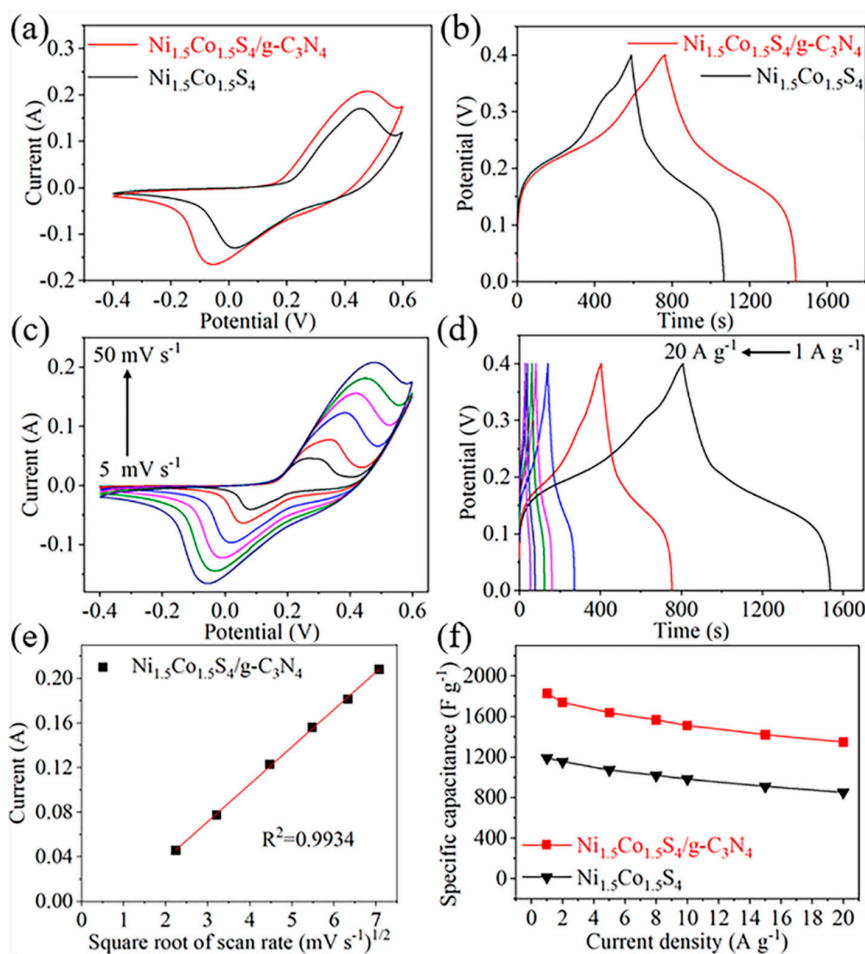 (a)
Ni1.5Co1.5S4/g-C3N4
Ni1.5Co1.5S4
0.3
0.2
0.1
0.0
-0.1
-0.2
Current (A)
-0.4 -0.2 0.0 0.2 0.4 0.6
Potential (V)
(b)
Ni1.5Co1.5S4/g-C3N4
Ni1.5Co1.5S4
0.4
0.3
0.2
0.1
0.0
Potential (V)
0 400 800 1200 1600
Time (s)
(c)
50 mV s-1
5 mV s-1
0.2
0.1
0.0
-0.1
Current (A)
-0.4 -0.2 0.0 0.2 0.4 0.6
Potential (V)
(d)
20 A g-1 1 A g-1
0.4
0.3
0.2
0.1
0.0
Potential (V)
0 400 800 1200 1600
Time (s)
(e)
Ni1.5Co1.5S4/g-C3N4
R2=0.9934
0.20
0.16
0.12
0.08
0.04
0.00
Current (A)
0 1 2 3 4 5 6 7
Square root of scan rate (mV s-1)1/2
(f)
2000
1600
1200
800
400
0
Specific capacitance (F g-1)
Ni1.5Co1.5S4/g-C3N4
Ni1.5Co1.5S4
0 2 4 6 8 10 12 14 16 18 20
Current density (A g-1)